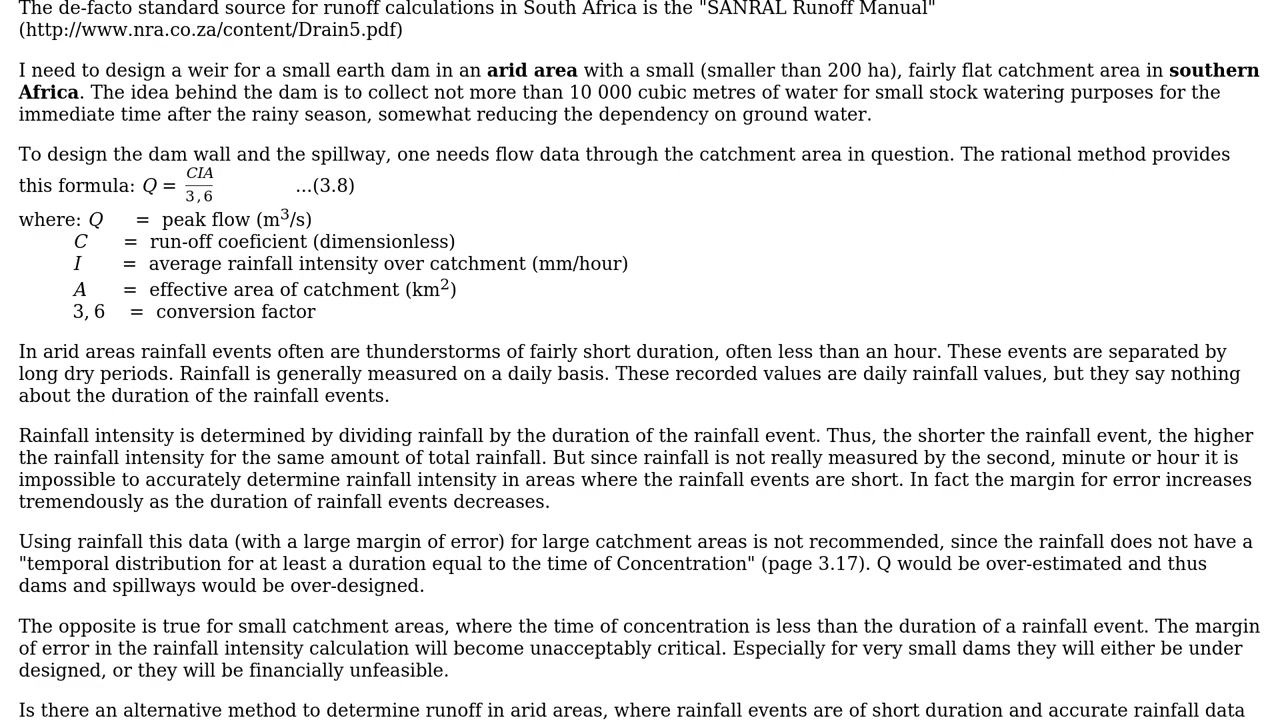 The de-facto standard source for runoff calculations in South Africa is the "SANRAL Runoff Manual"
(http://www.nra.co.za/content/Drain5.pdf)
I need to design a weir for a small earth dam in an arid area with a small (smaller than 200 ha), fairly flat catchment area in southern
Africa. The idea behind the dam is to collect not more than 10 000 cubic metres of water for small stock watering purposes for the
immediate time after the rainy season, somewhat reducing the dependency on ground water.
To design the dam wall and the spillway, one needs flow data through the catchment area in question. The rational method provides
this formula: Q = CIA/3,6 ...(3.8)
where: Q = peak flow (m³/s)
C = run-off coeficient (dimensionless)
I = average rainfall intensity over catchment (mm/hour)
A = effective area of catchment (km²)
3,6 = conversion factor
In arid areas rainfall events often are thunderstorms of fairly short duration, often less than an hour. These events are separated by
long dry periods. Rainfall is generally measured on a daily basis. These recorded values are daily rainfall values, but they say nothing
about the duration of the rainfall events.
Rainfall intensity is determined by dividing rainfall by the duration of the rainfall event. Thus, the shorter the rainfall event, the higher
the rainfall intensity for the same amount of total rainfall. But since rainfall is not really measured by the second, minute or hour it is
impossible to accurately determine rainfall intensity in areas where the rainfall events are short. In fact the margin for error increases
tremendously as the duration of rainfall events decreases.
Using rainfall this data (with a large margin of error) for large catchment areas is not recommended, since the rainfall does not have a
"temporal distribution for at least a duration equal to the time of Concentration" (page 3.17). Q would be over-estimated and thus
dams and spillways would be over-designed.
The opposite is true for small catchment areas, where the time of concentration is less than the duration of a rainfall event. The margin
of error in the rainfall intensity calculation will become unacceptably critical. Especially for very small dams they will either be under
designed, or they will be financially unfeasible.
Is there an alternative method to determine runoff in arid areas, where rainfall events are of short duration and accurate rainfall data